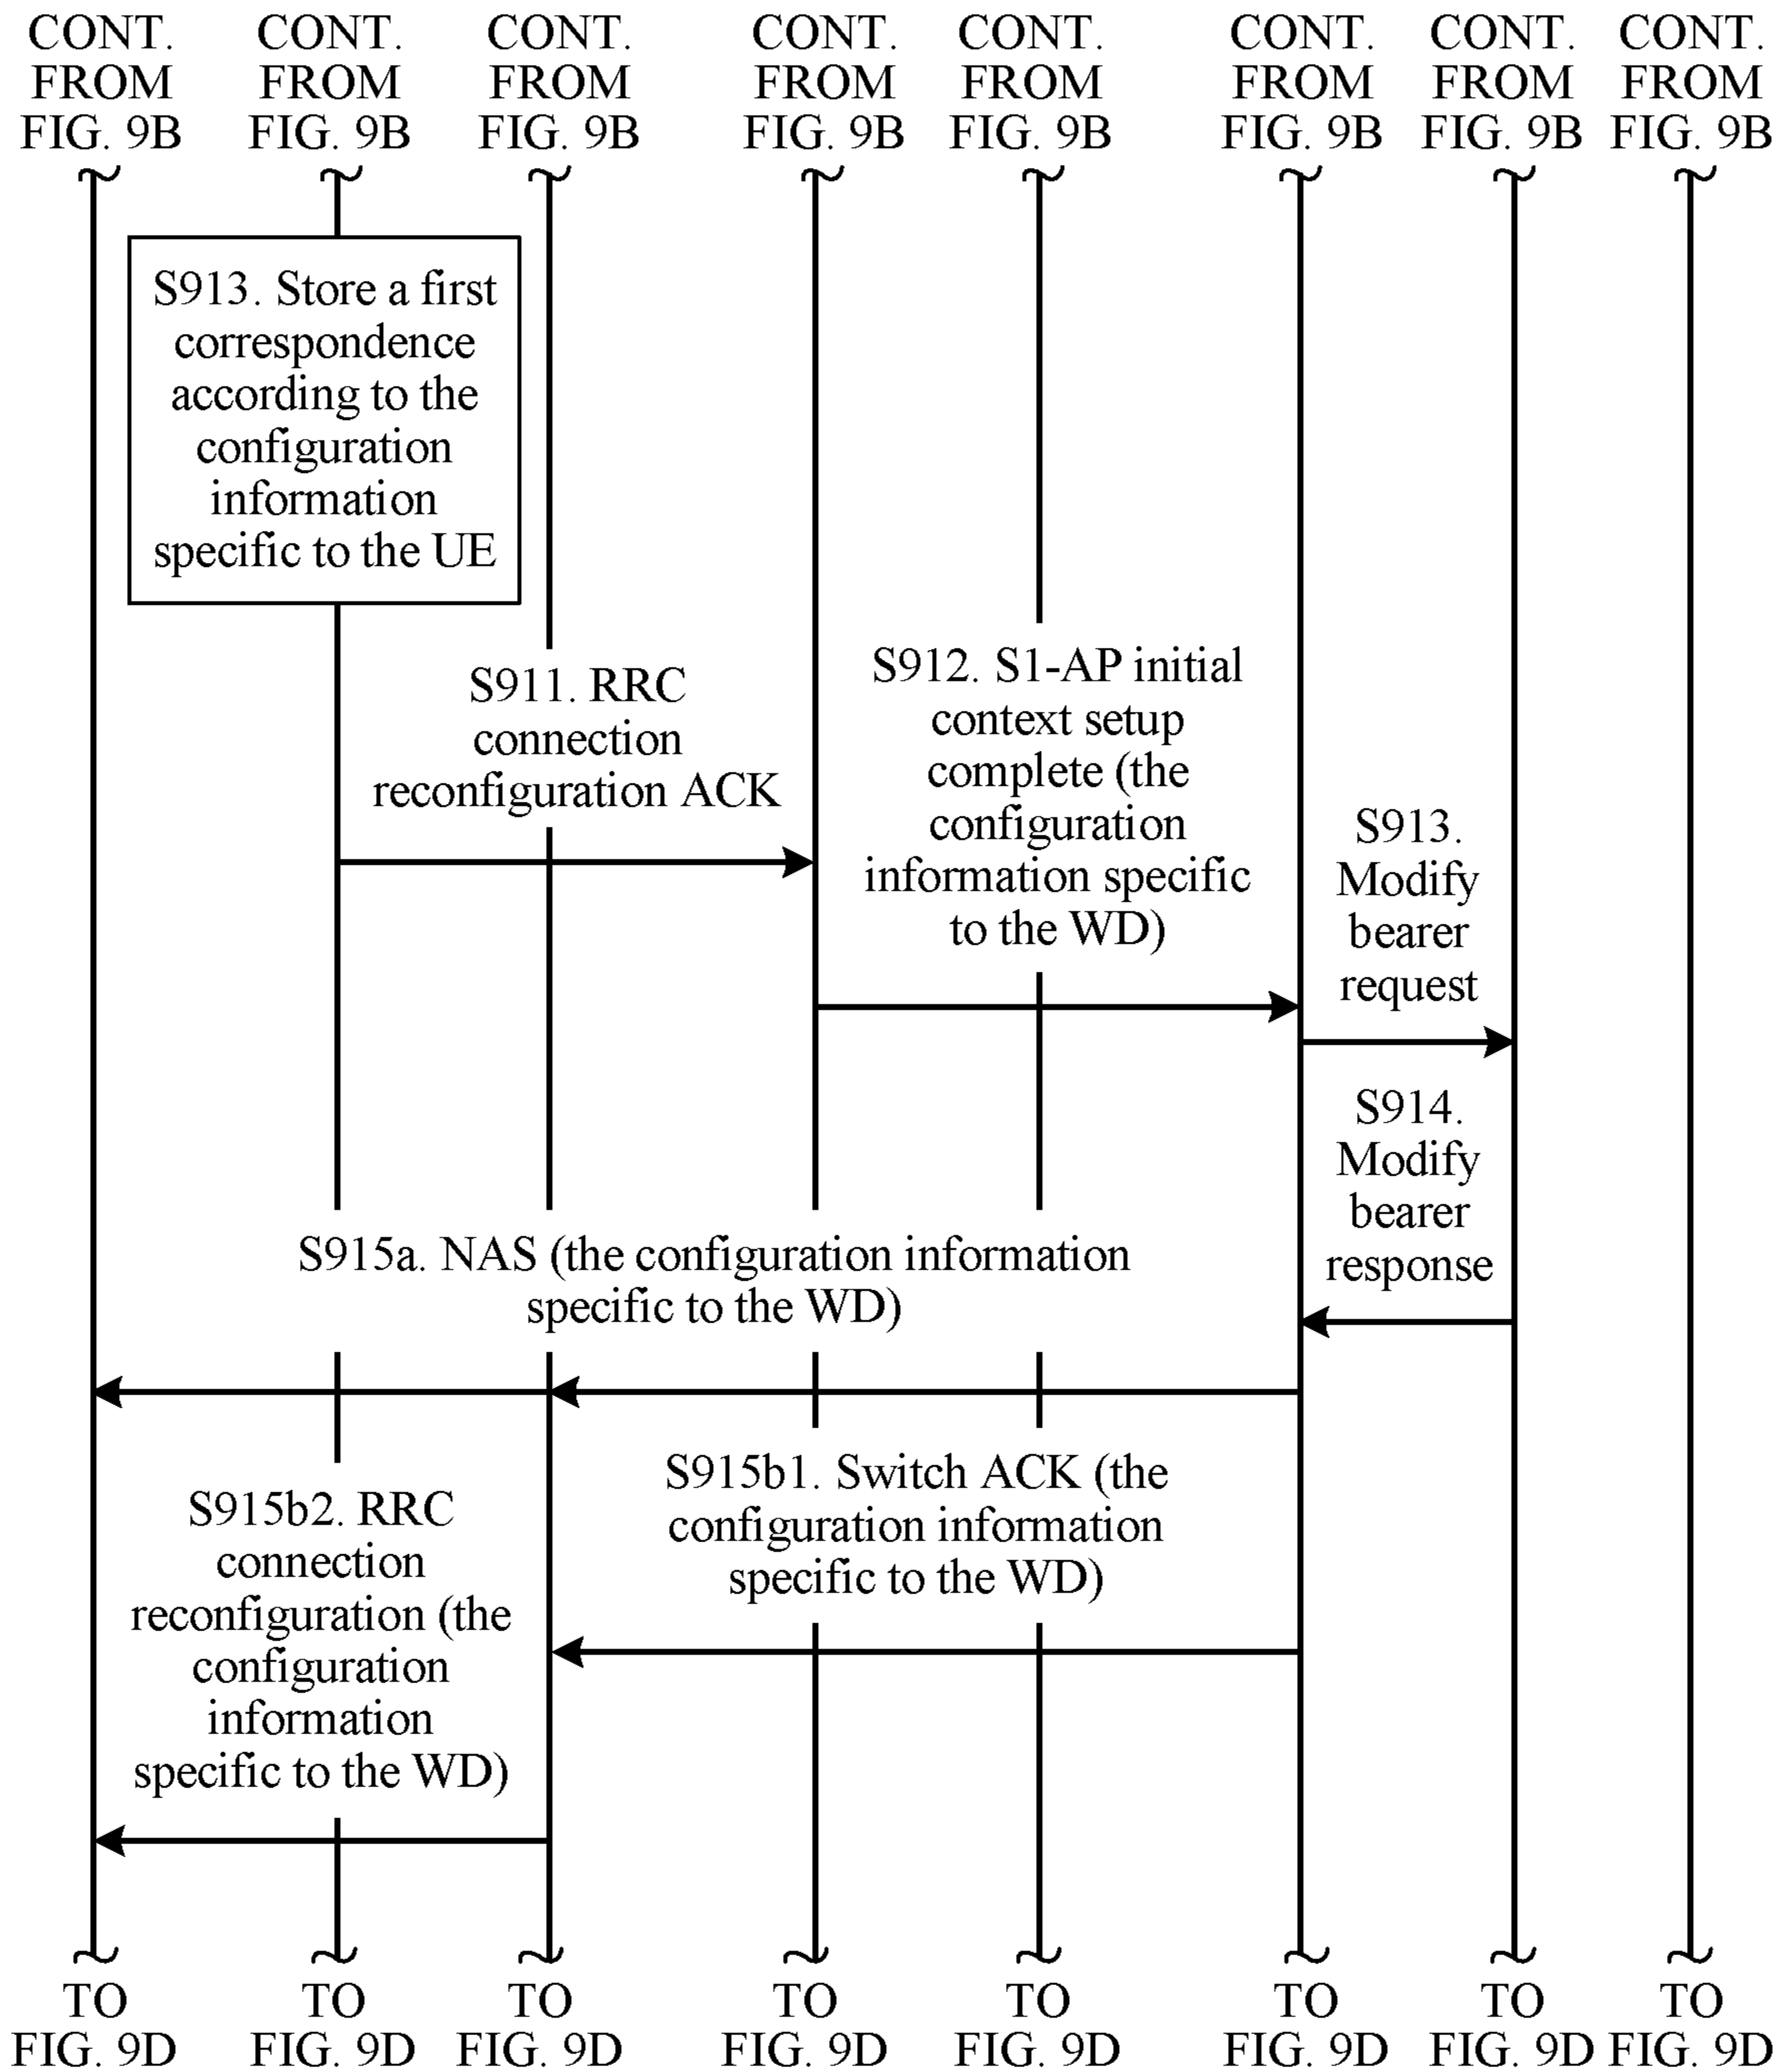 CONT. CONT. CONT. CONT. CONT. CONT. CONT. CONT.
FROM FROM FROM FROM FROM FROM FROM FROM
FIG. 9B FIG. 9B FIG. 9B FIG. 9B FIG. 9B FIG. 9B FIG. 9B FIG. 9B
S913. Store a first
correspondence
according to the
configuration
information
specific to the UE
S911. RRC
connection
reconfiguration ACK
S912. S1-AP initial
context setup
complete (the
configuration
information specific
to the WD)
S913.
Modify
bearer
request
S914.
Modify
bearer
response
S915a. NAS (the configuration information
specific to the WD)
S915b1. Switch ACK (the
configuration information
specific to the WD)
S915b2. RRC
connection
reconfiguration (the
configuration
information
specific to the WD)
TO TO TO TO TO TO TO TO
FIG. 9D FIG. 9D FIG. 9D FIG. 9D FIG. 9D FIG. 9D FIG. 9D FIG. 9D